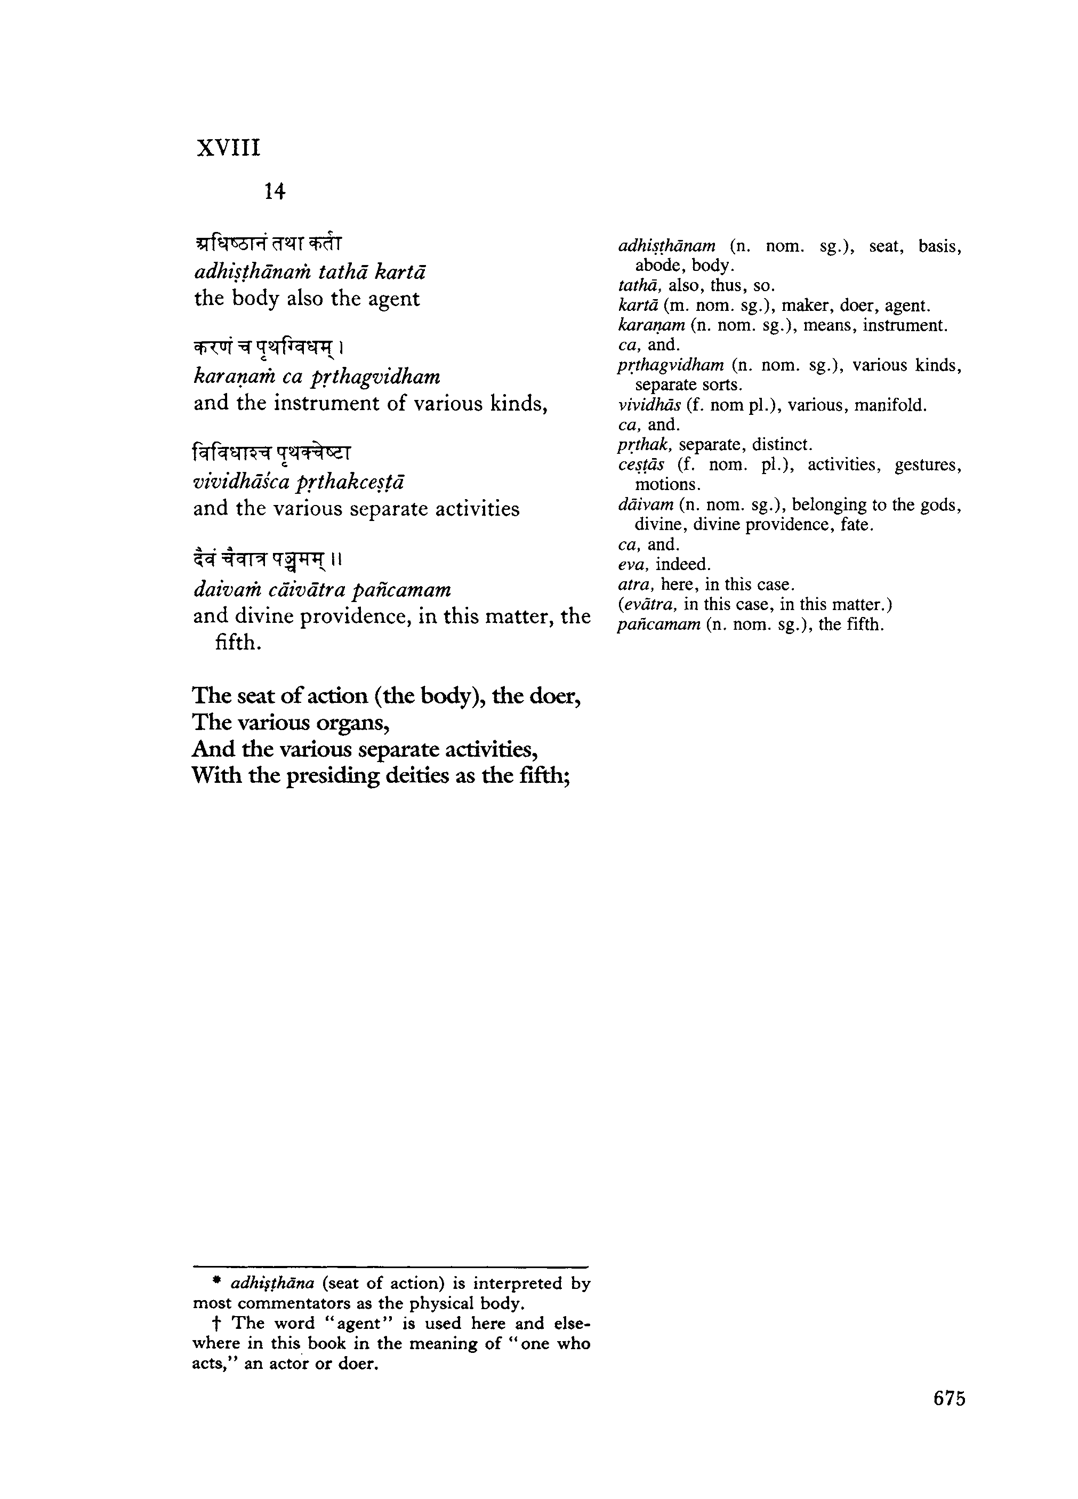 XVIII
14
अधिष्ठानं तथा कर्ता
adhiṣṭhānaṁ tathā kartā
the body also the agent
करणं च पृथग्विधम् ।
karaṇaṁ ca pṛthagvidham
and the instrument of various kinds,
विविधाश्च पृथक्चेष्टा
vividhāśca pṛthakceṣṭā
and the various separate activities
दैवं चैवात्र पञ्चमम् ॥
daivaṁ cāivātra pañcamam
and divine providence, in this matter, the
fifth.
The seat of action (the body), the doer,
The various organs,
And the various separate activities,
With the presiding deities as the fifth;
adhiṣṭhānam (n. nom. sg.), seat, basis,
abode, body.
tathā, also, thus, so.
kartā (m. nom. sg.), maker, doer, agent.
karaṇam (n. nom. sg.), means, instrument.
ca, and.
pṛthagvidham (n. nom. sg.), various kinds,
separate sorts.
vividhās (f. nom pl.), various, manifold.
ca, and.
pṛthak, separate, distinct.
ceṣṭās (f. nom. pl.), activities, gestures,
motions.
dāivam (n. nom. sg.), belonging to the gods,
divine, divine providence, fate.
ca, and.
eva, indeed.
atra, here, in this case.
(evātra, in this case, in this matter.)
pañcamam (n. nom. sg.), the fifth.
* adhiṣṭhāna (seat of action) is interpreted by
most commentators as the physical body.
† The word "agent" is used here and else-
where in this book in the meaning of "one who
acts," an actor or doer.
675